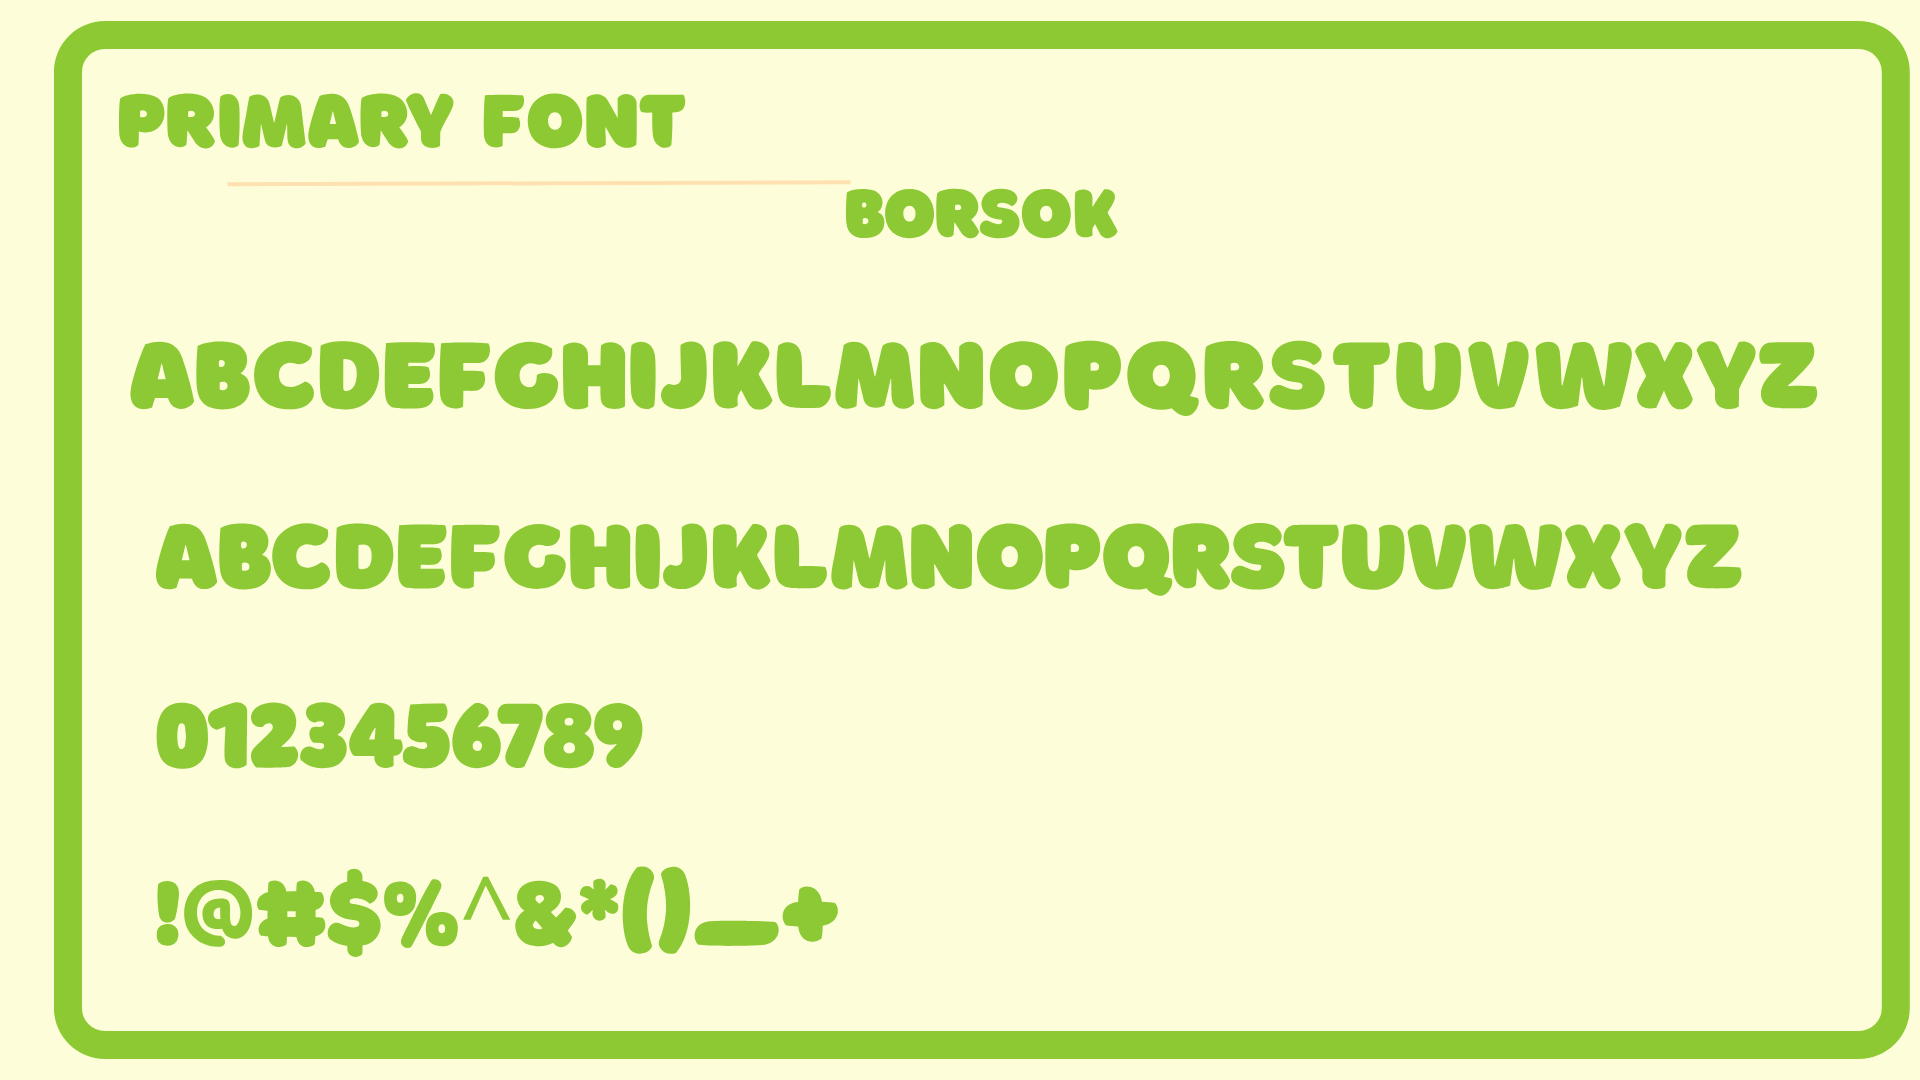 PRIMARY FONT
BORSOK
ABCDEFGHIJKLMNOPQRSTUVWXYZ
ABCDEFGHIJKLMNOPQRSTUVWXYZ
0123456789
!@#$%^&*()_+